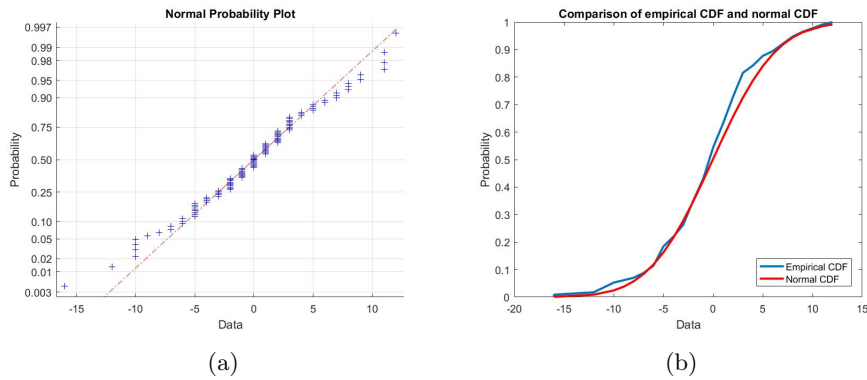 Normal Probability Plot
0.997
0.99
0.98
0.95
0.90
0.75
0.50
0.25
0.10
0.05
0.02
0.01
0.003
Probability
-15 -10 -5 0 5 10
Data
(a)
Comparison of empirical CDF and normal CDF
1
0.9
0.8
0.7
0.6
0.5
0.4
0.3
0.2
0.1
0
Probability
Empirical CDF
Normal CDF
-20 -15 -10 -5 0 5 10 15
Data
(b)